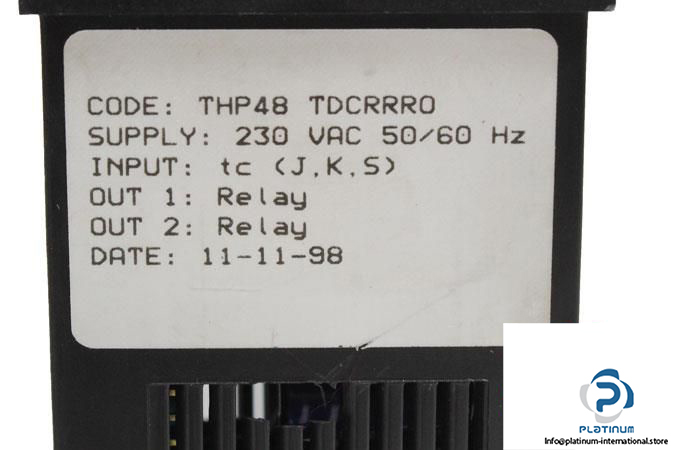 CODE: THP48 TDCRRRO
SUPPLY: 230 VAC 50/60 Hz
INPUT: tc (J,K,S)
OUT 1: Relay
OUT 2: Relay
DATE: 11-11-98
PLATINUM
Info@platinum-international.store